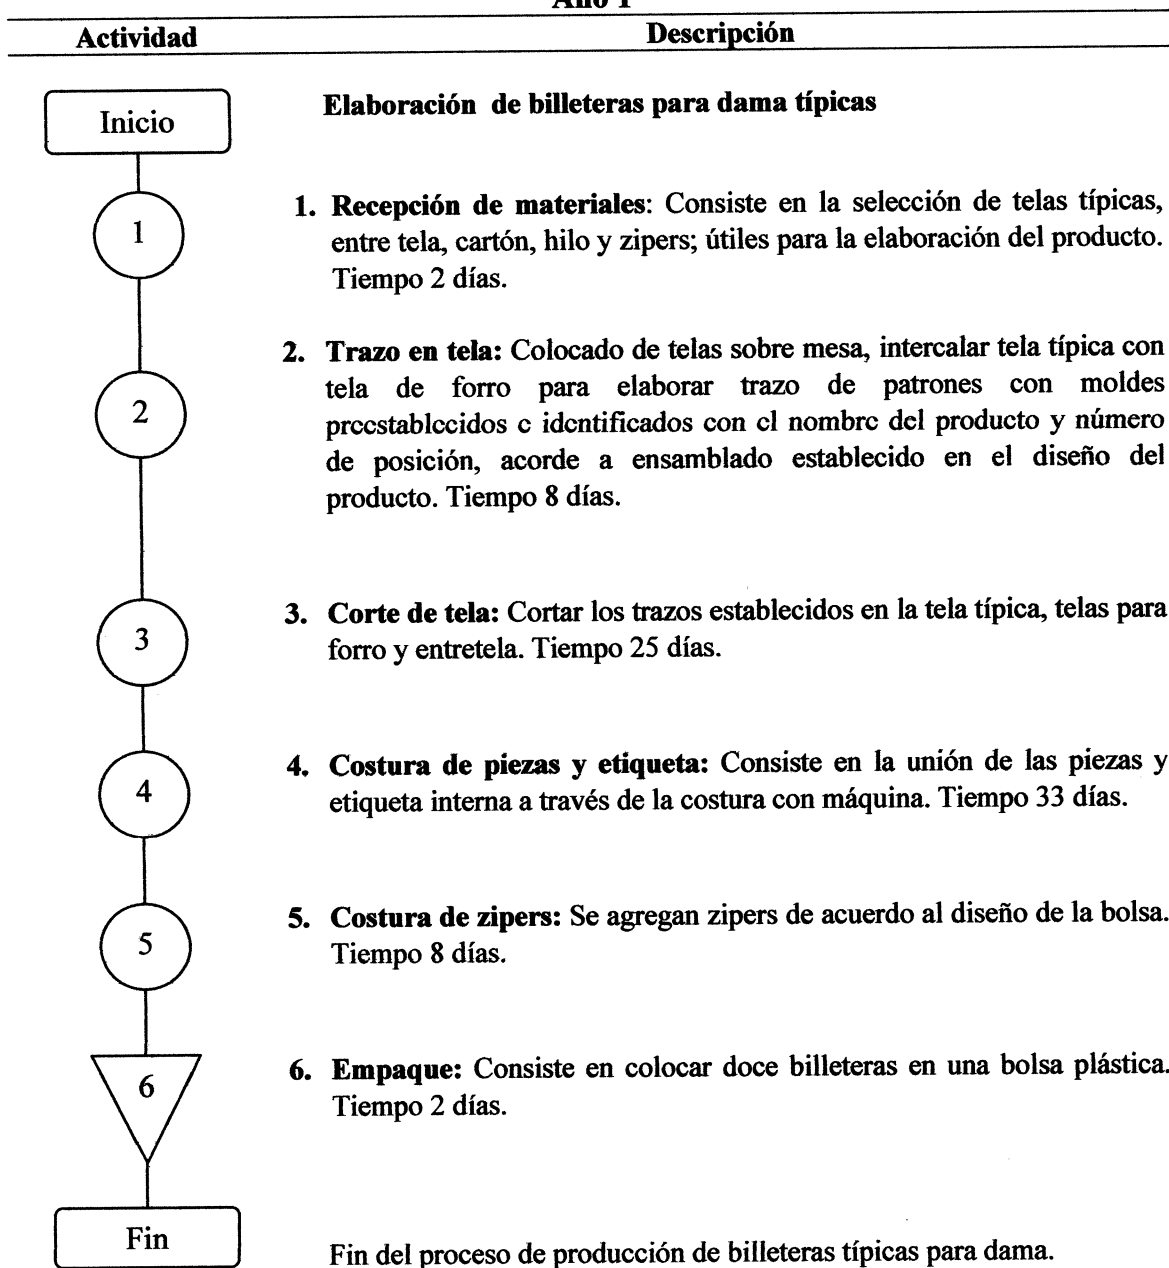 Año 1
Actividad Descripción
Inicio
Elaboración de billeteras para dama típicas
1
1. Recepción de materiales: Consiste en la selección de telas típicas,
entre tela, cartón, hilo y zipers; útiles para la elaboración del producto.
Tiempo 2 días.
2
2. Trazo en tela: Colocado de telas sobre mesa, intercalar tela típica con
tela de forro para elaborar trazo de patrones con moldes
preestablecidos e identificados con el nombre del producto y número
de posición, acorde a ensamblado establecido en el diseño del
producto. Tiempo 8 días.
3
3. Corte de tela: Cortar los trazos establecidos en la tela típica, telas para
forro y entretela. Tiempo 25 días.
4
4. Costura de piezas y etiqueta: Consiste en la unión de las piezas y
etiqueta interna a través de la costura con máquina. Tiempo 33 días.
5
5. Costura de zipers: Se agregan zipers de acuerdo al diseño de la bolsa.
Tiempo 8 días.
6
6. Empaque: Consiste en colocar doce billeteras en una bolsa plástica.
Tiempo 2 días.
Fin
Fin del proceso de producción de billeteras típicas para dama.